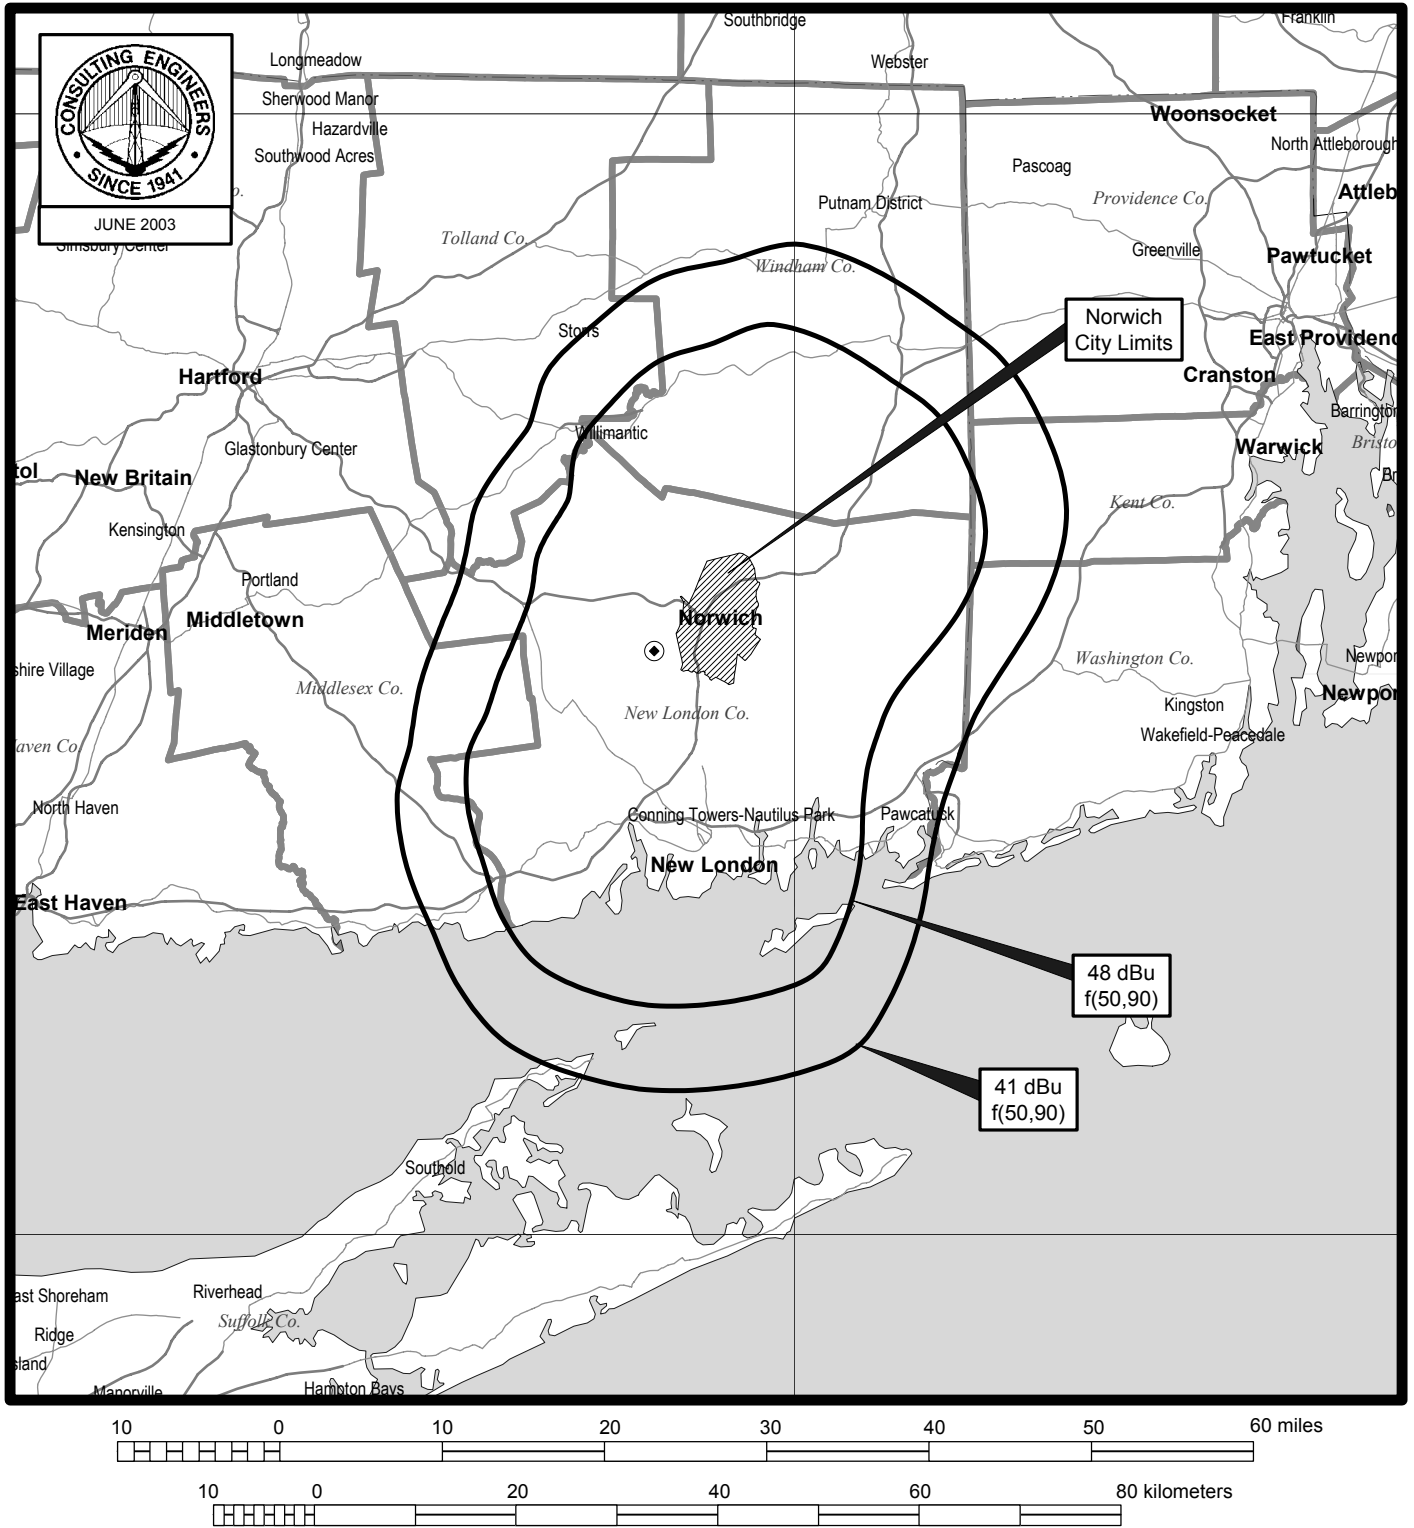 Southbridge
Franklin
CONSULTING ENGINEERS
SINCE 1941
JUNE 2003
Longmeadow
Webster
Sherwood Manor
Woonsocket
Hazardville
North Attleborough
Southwood Acres
Pascoag
o.
Attleb
Providence Co.
Putnam District
Simsbury Center
Tolland Co.
Greenville
Pawtucket
Windham Co.
Norwich
City Limits
Storrs
East Providenc
Hartford
Cranston
Barrington
Willimantic
Glastonbury Center
Warwick
Bristo
tol
New Britain
Br
Kent Co.
Kensington
Portland
Middletown
Norwich
Meriden
shire Village
Washington Co.
Newpor
Middlesex Co.
Newpor
Kingston
New London Co.
Wakefield-Peacedale
aven Co.
North Haven
Conning Towers-Nautilus Park
Pawcatuck
New London
East Haven
48 dBu
f(50,90)
41 dBu
f(50,90)
Southold
Riverhead
ast Shoreham
Suffolk Co.
Ridge
sland
Manorville
Hampton Bays
10 0 10 20 30 40 50 60 miles
10 0 20 40 60 80 kilometers